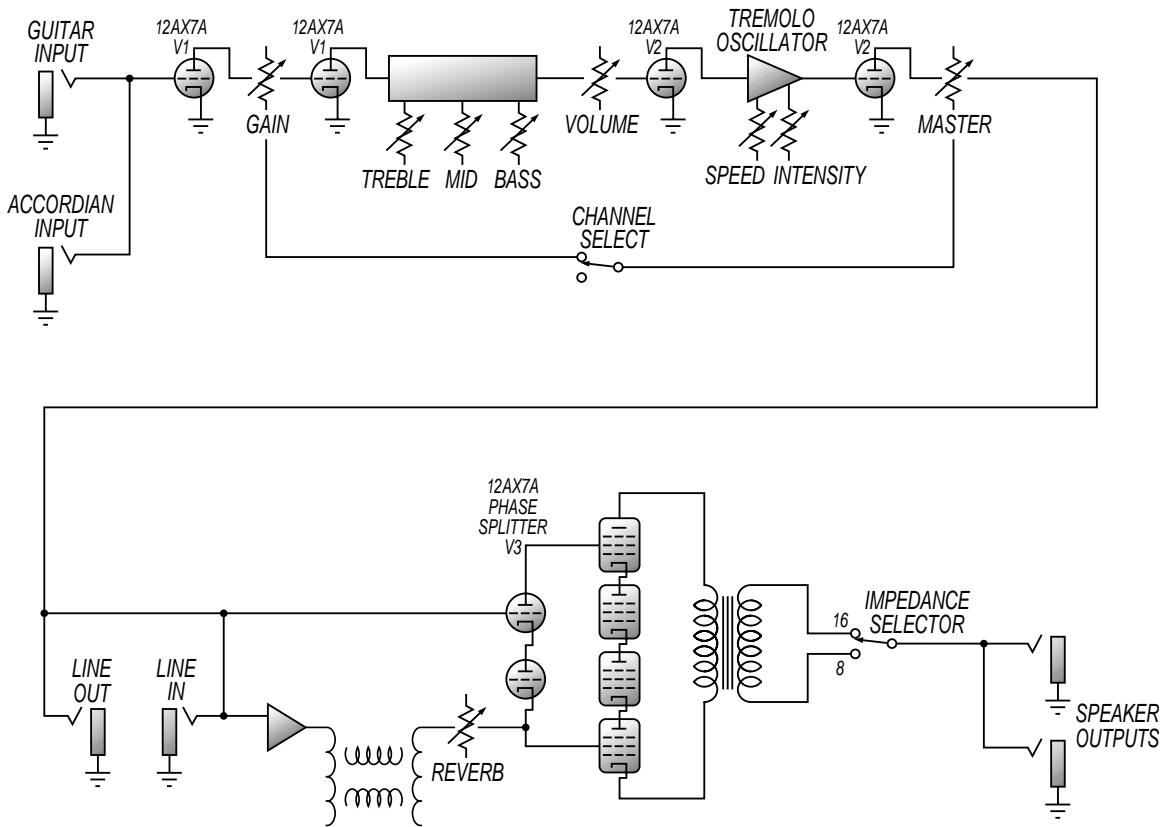 GUITAR
INPUT
12AX7A
V1
GAIN
12AX7A
V1
TREBLE
MID
BASS
VOLUME
12AX7A
V2
TREMOLO
OSCILLATOR
SPEED
INTENSITY
12AX7A
V2
MASTER
ACCORDIAN
INPUT
CHANNEL
SELECT
12AX7A
PHASE
SPLITTER
V3
LINE
OUT
LINE
IN
REVERB
16
8
IMPEDANCE
SELECTOR
SPEAKER
OUTPUTS